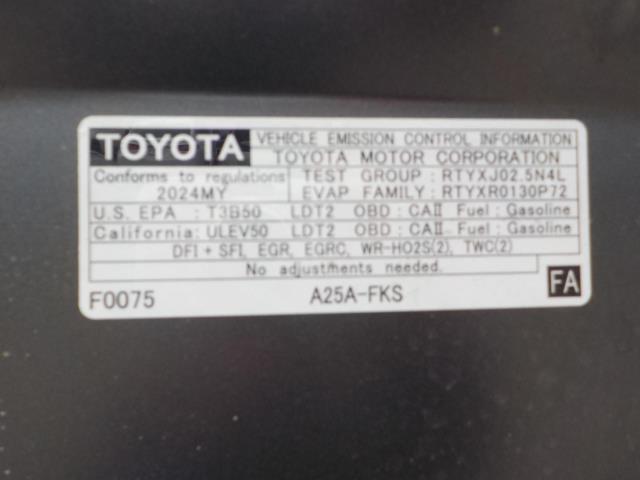 TOYOTA VEHICLE EMISSION CONTROL INFORMATION
TOYOTA MOTOR CORPORATION
Conforms to regulations TEST GROUP : RTYXJ02.5N4L
2024MY EVAP FAMILY : RTYXR0130P72
U.S. EPA : T3B50 LDT2 OBD : CAⅡ Fuel : Gasoline
California: ULEV50 LDT2 OBD : CAⅡ Fuel : Gasoline
DFI + SFI, EGR, EGRC, WR-HO2S(2), TWC(2)
No adjustments needed.
F0075 A25A-FKS FA